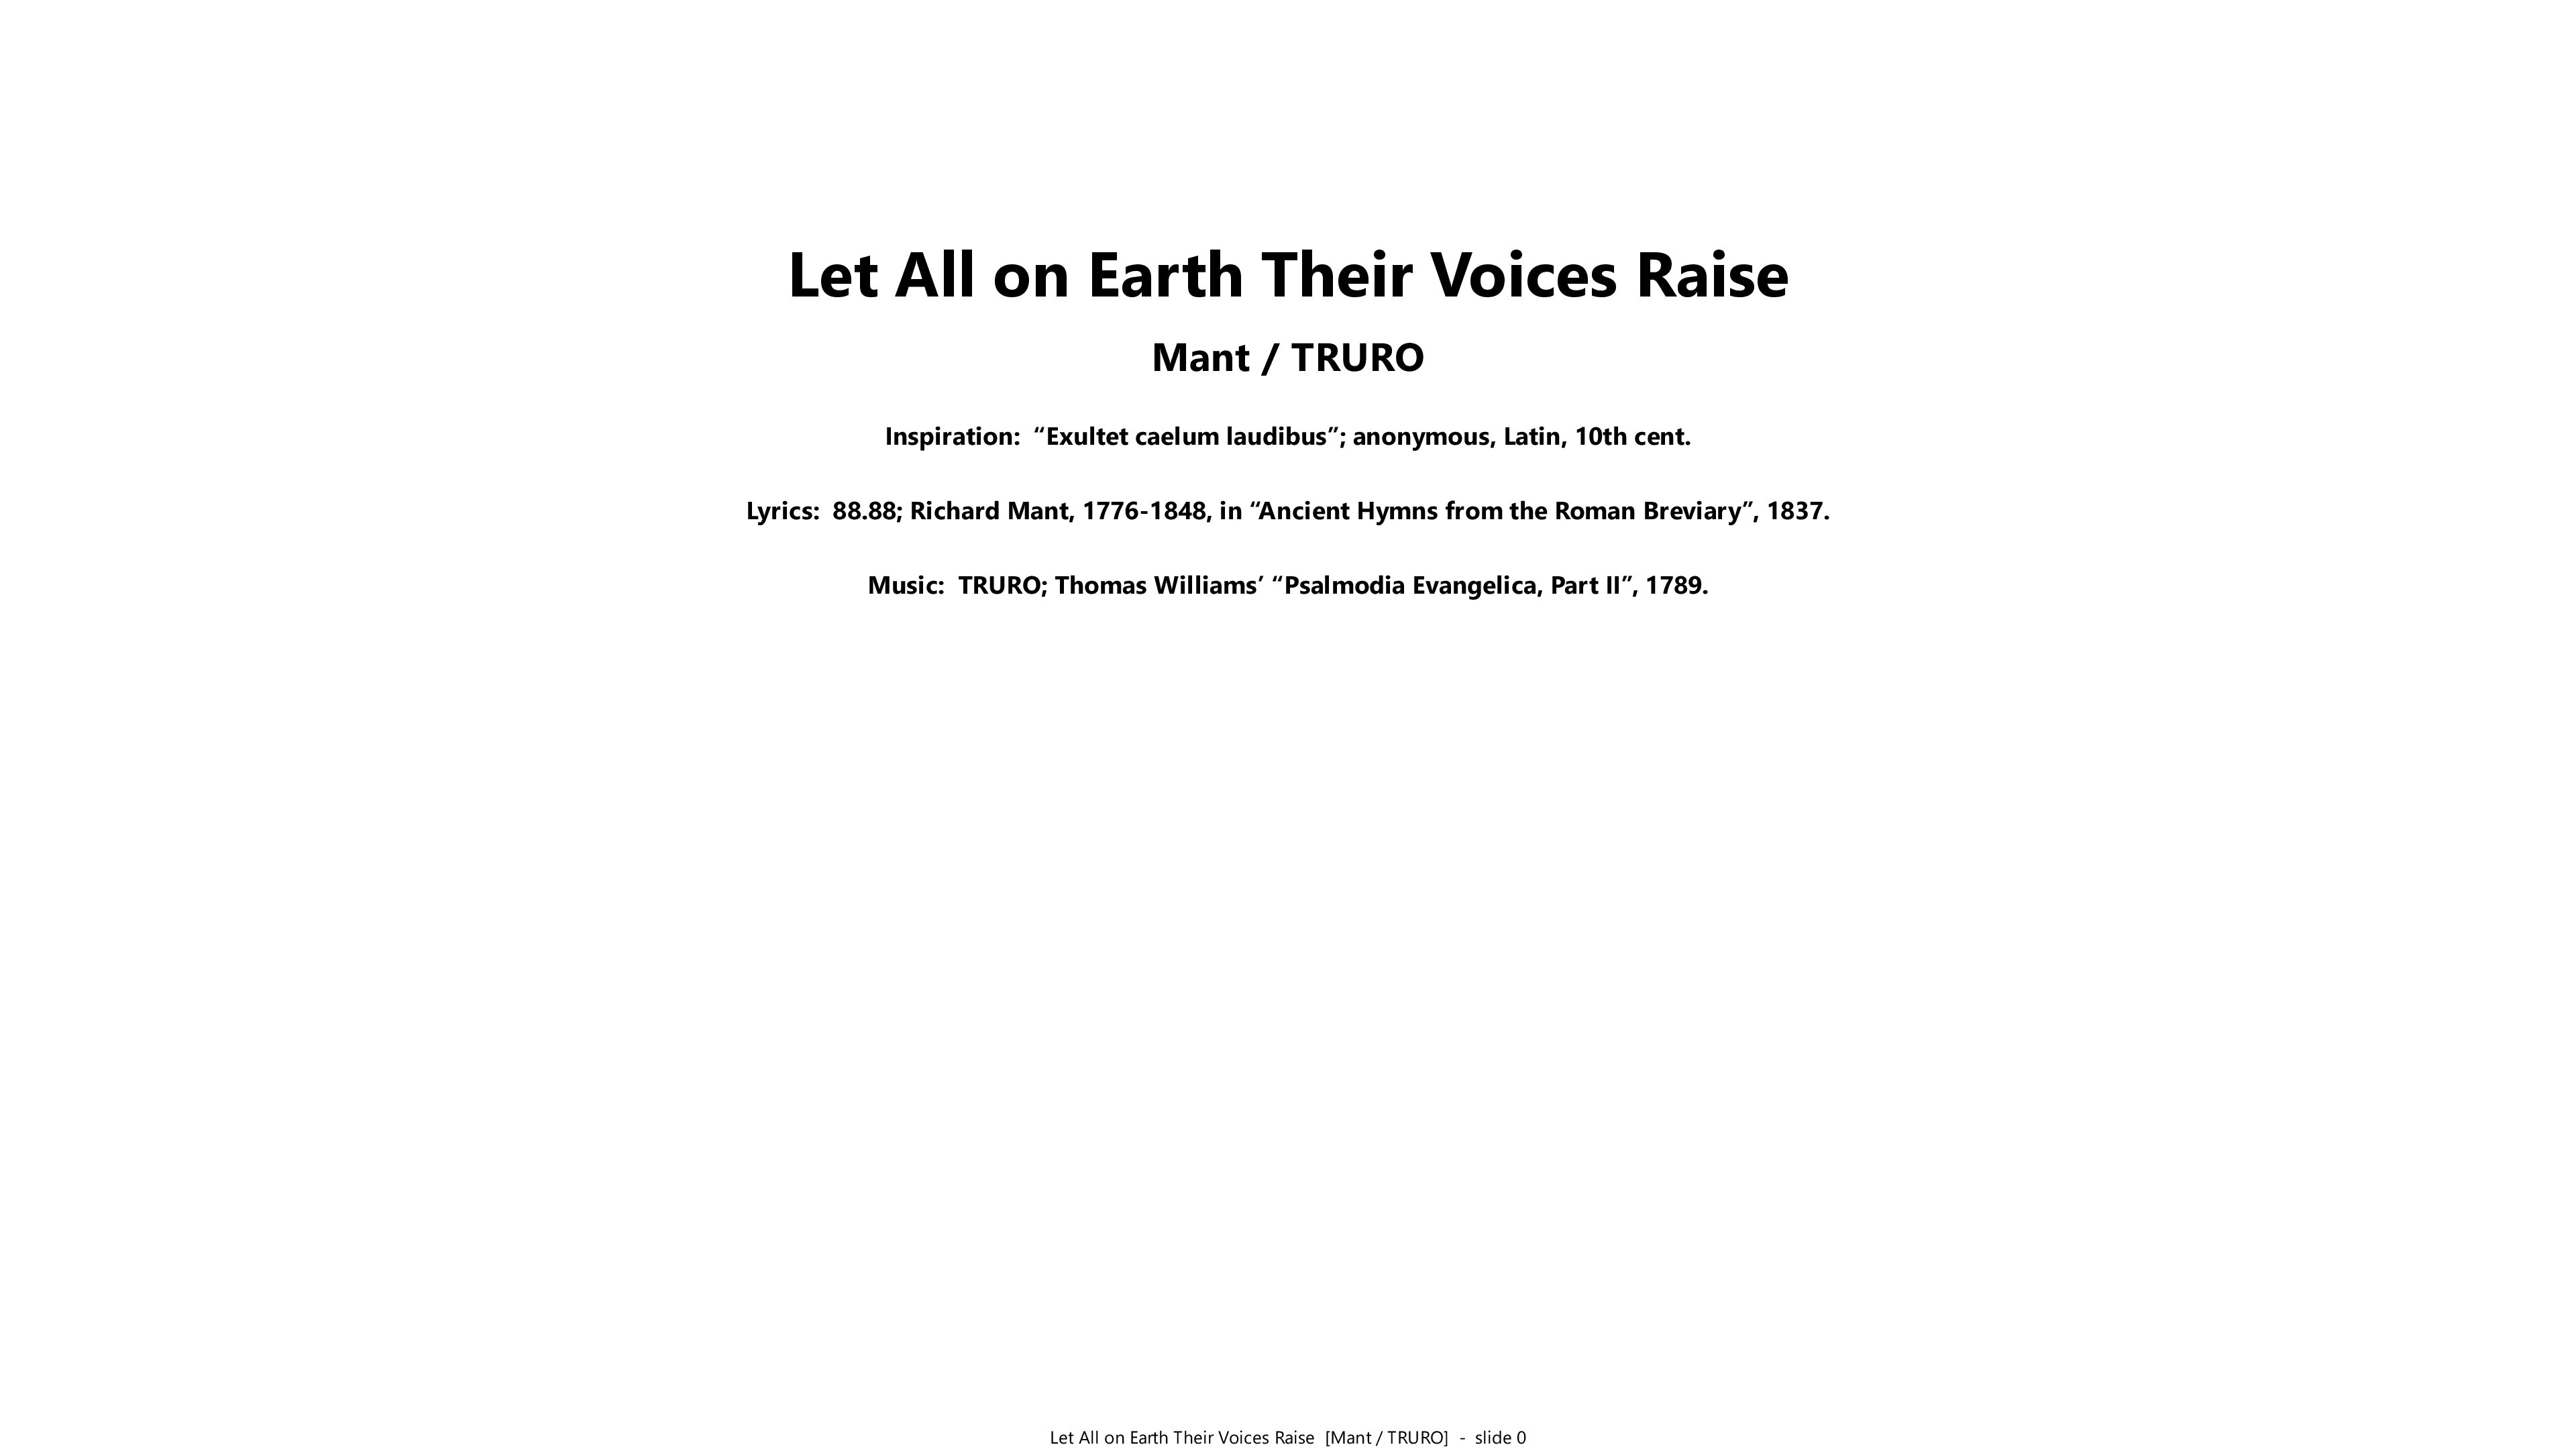 Let All on Earth Their Voices Raise
Mant / TRURO
Inspiration:  “Exultet caelum laudibus”; anonymous, Latin, 10th cent.
Lyrics:  88.88; Richard Mant, 1776-1848, in “Ancient Hymns from the Roman Breviary”, 1837.
Music:  TRURO; Thomas Williams’ “Psalmodia Evangelica, Part II”, 1789.
Let All on Earth Their Voices Raise  [Mant / TRURO]  -  slide 0